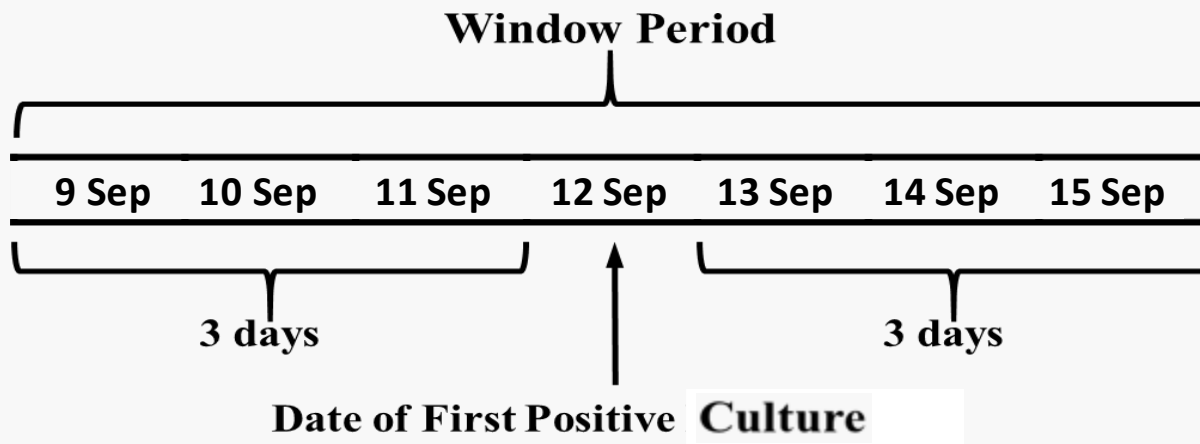 Window Period
9 Sep 10 Sep 11 Sep 12 Sep 13 Sep 14 Sep 15 Sep
3 days 3 days
Date of First Positive Culture